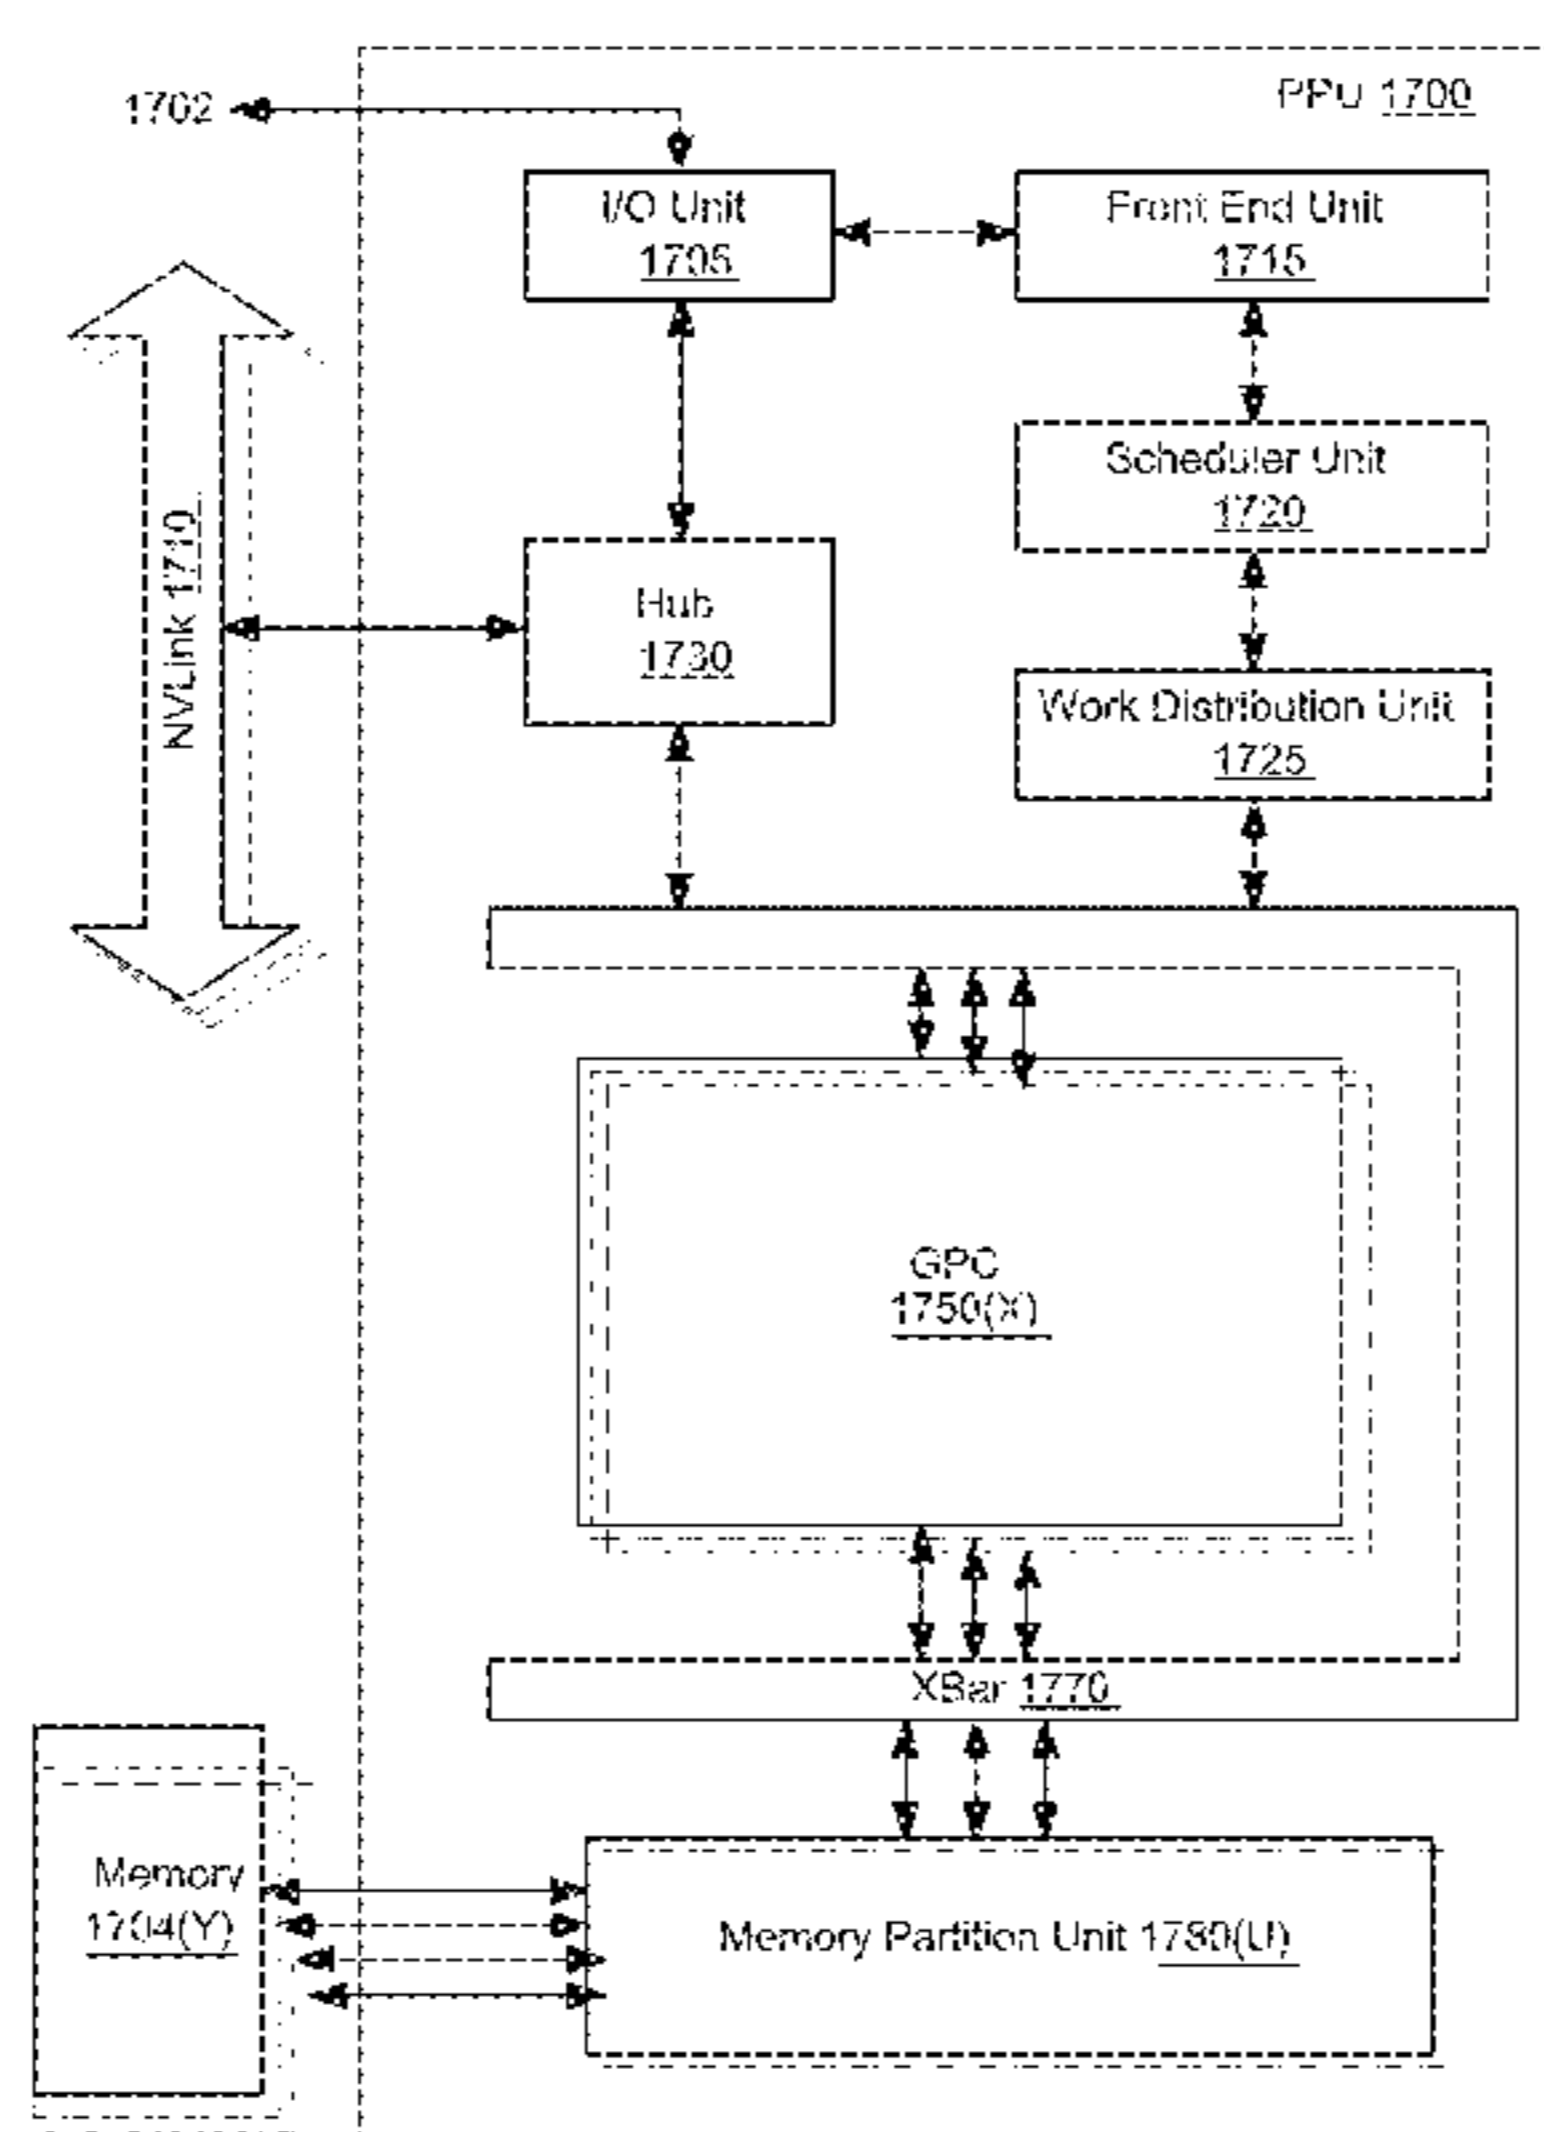 PPU 1700
1702
I/O Unit
1705
Front End Unit
1715
Scheduler Unit
1720
NVLink 1710
Hub
1730
Work Distribution Unit
1725
GPC
1750(X)
XBar 1770
Memory
1704(Y)
Memory Partition Unit 1780(U)